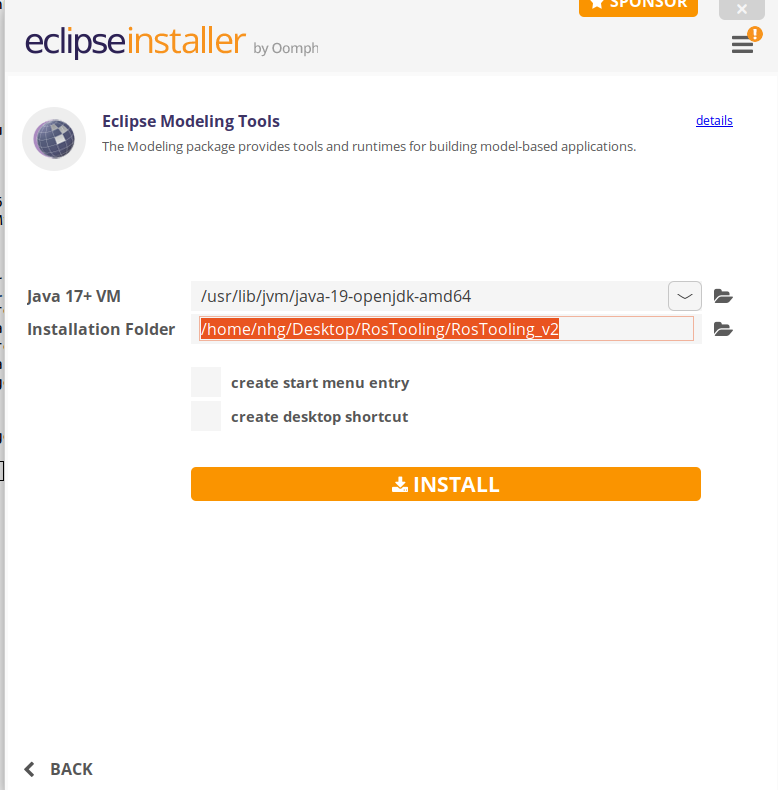 SPONSOR
eclipseinstaller by Oomph
Eclipse Modeling Tools
details
The Modeling package provides tools and runtimes for building model-based applications.
Java 17+ VM
/usr/lib/jvm/java-19-openjdk-amd64
Installation Folder
/home/nhg/Desktop/RosTooling/RosTooling_v2
create start menu entry
create desktop shortcut
INSTALL
BACK